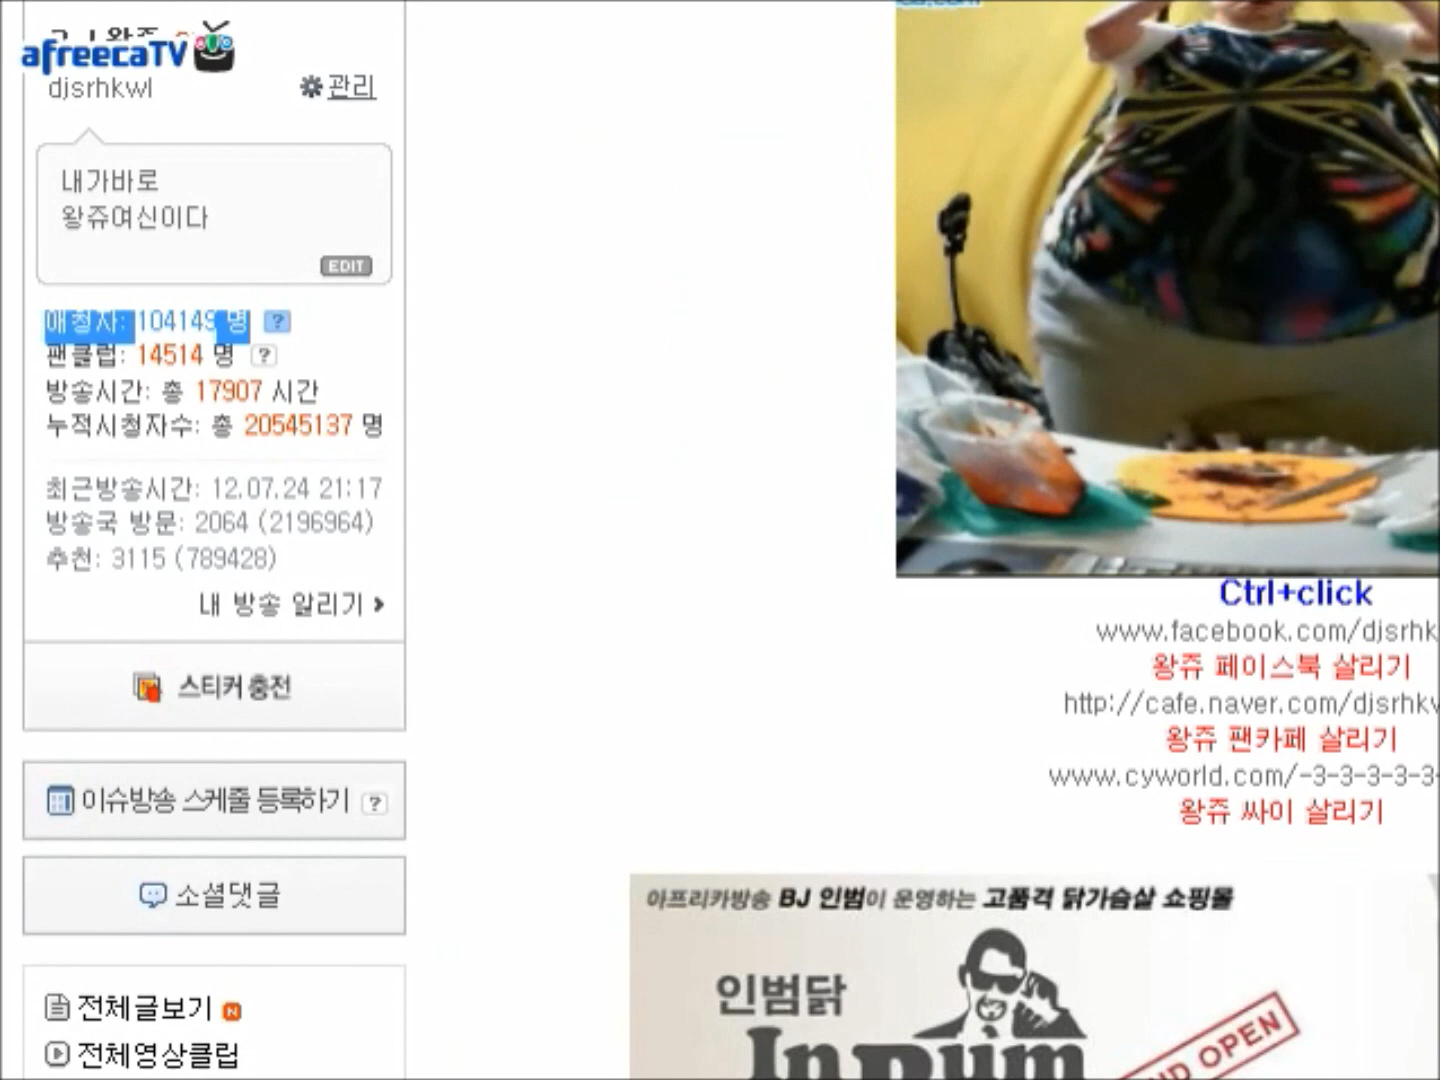 afreecaTV
djsrhkwl
관리
내가바로
왕쥬여신이다
EDIT
애청자: 104149 명 ?
팬클럽: 14514 명 ?
방송시간: 총 17907 시간
누적시청자수: 총 20545137 명
최근방송시간: 12.07.24 21:17
방송국 방문: 2064 (2196964)
추천: 3115 (789428)
내 방송 알리기
스티커 충전
이슈방송 스케줄 등록하기 ?
소셜댓글
전체글보기 N
전체영상클립
Ctrl+click
www.facebook.com/djsrhk
왕쥬 페이스북 살리기
http://cafe.naver.com/djsrhkw
왕쥬 팬카페 살리기
www.cyworld.com/-3-3-3-3-3-
왕쥬 싸이 살리기
아프리카방송 BJ 인범이 운영하는 고품격 닭가슴살 쇼핑몰
인범닭
InBum
ND OPEN